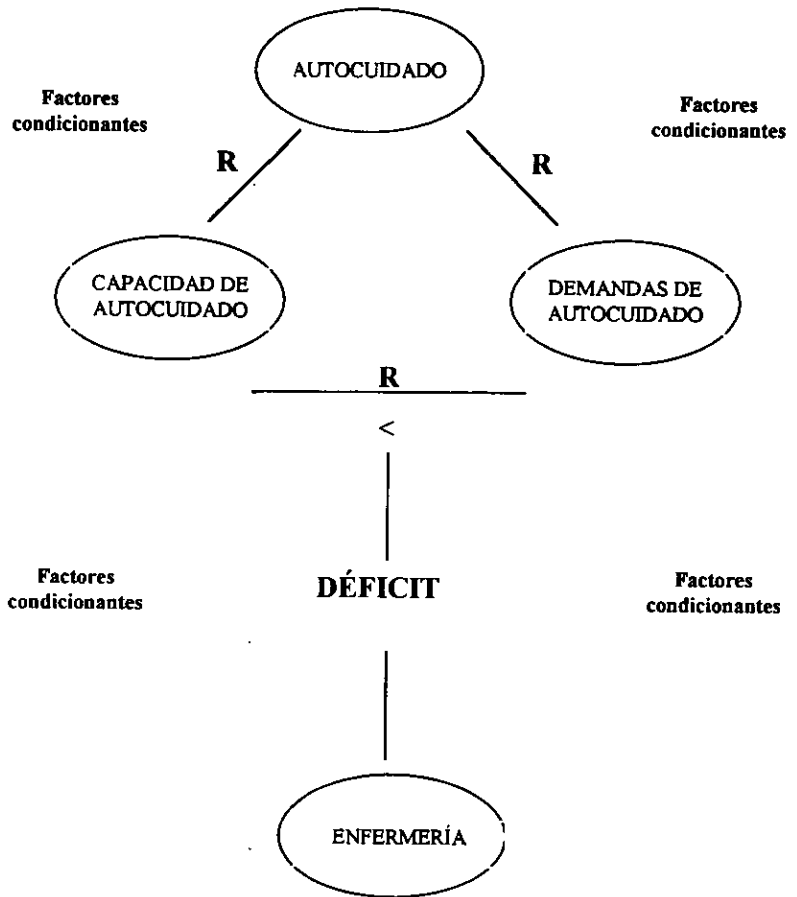 AUTOCUIDADO
Factores
condicionantes
Factores
condicionantes
R
R
CAPACIDAD DE
AUTOCUIDADO
DEMANDAS DE
AUTOCUIDADO
R
<
Factores
condicionantes
DÉFICIT
Factores
condicionantes
ENFERMERÍA